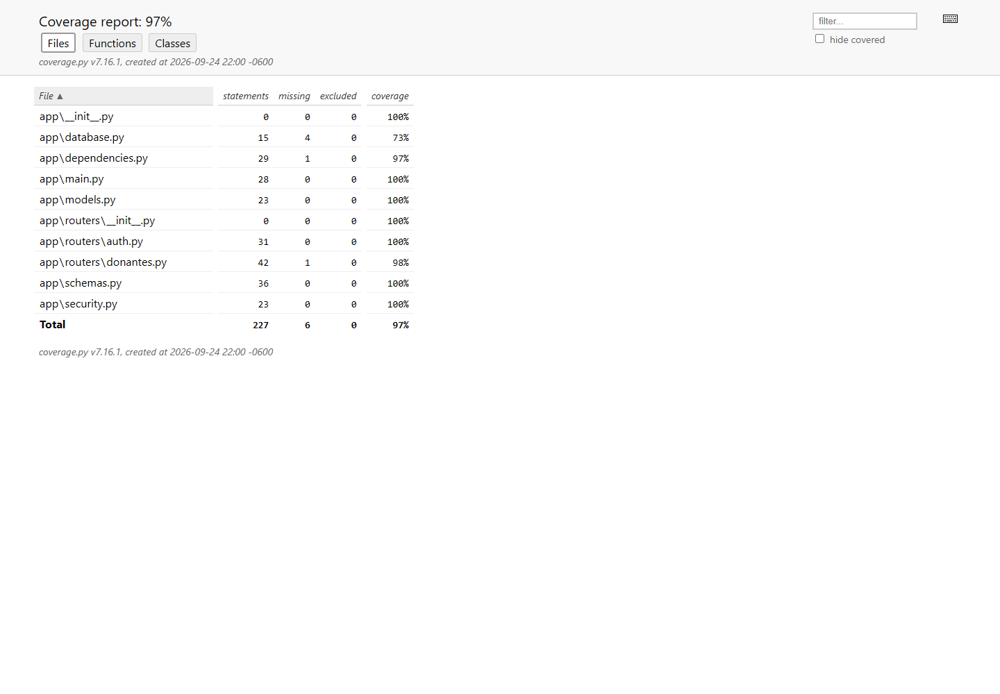 Coverage report: 97%
filter...
hide covered
Files Functions Classes
coverage.py v7.16.1, created at 2026-09-24 22:00 -0600
File ▲ statements missing excluded coverage
app\__init__.py 0 0 0 100%
app\database.py 15 4 0 73%
app\dependencies.py 29 1 0 97%
app\main.py 28 0 0 100%
app\models.py 23 0 0 100%
app\routers\__init__.py 0 0 0 100%
app\routers\auth.py 31 0 0 100%
app\routers\donantes.py 42 1 0 98%
app\schemas.py 36 0 0 100%
app\security.py 23 0 0 100%
Total 227 6 0 97%
coverage.py v7.16.1, created at 2026-09-24 22:00 -0600